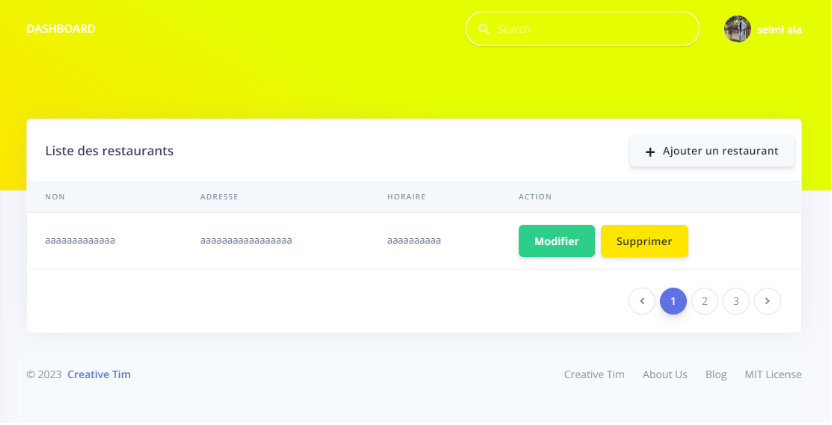 DASHBOARD Search selmi ala
Liste des restaurants + Ajouter un restaurant
NON ADRESSE HORAIRE ACTION
aaaaaaaaaaaaa aaaaaaaaaaaaaaaaa aaaaaaaaaa Modifier Supprimer
1 2 3
© 2023 Creative Tim Creative Tim About Us Blog MIT License